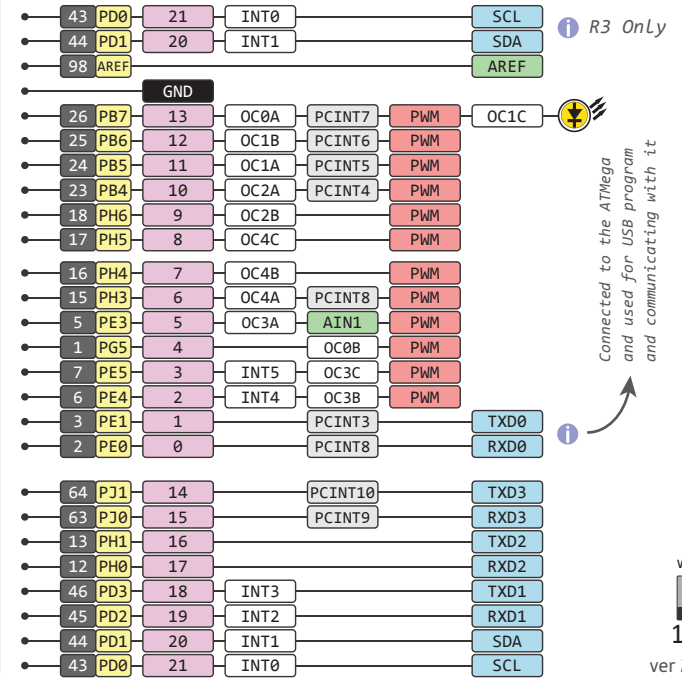 43 PD0 21 INT0 SCL R3 Only
44 PD1 20 INT1 SDA
98 AREF AREF
GND
26 PB7 13 OC0A PCINT7 PWM OC1C
25 PB6 12 OC1B PCINT6 PWM
24 PB5 11 OC1A PCINT5 PWM
23 PB4 10 OC2A PCINT4 PWM
18 PH6 9 OC2B PWM
17 PH5 8 OC4C PWM
16 PH4 7 OC4B PWM
15 PH3 6 OC4A PCINT8 PWM
5 PE3 5 OC3A AIN1 PWM
1 PG5 4 OC0B PWM
7 PE5 3 INT5 OC3C PWM
6 PE4 2 INT4 OC3B PWM
3 PE1 1 PCINT3 TXD0
2 PE0 0 PCINT8 RXD0
Connected to the ATMega
and used for USB program
and communicating with it
64 PJ1 14 PCINT10 TXD3
63 PJ0 15 PCINT9 RXD3
13 PH1 16 TXD2
12 PH0 17 RXD2
46 PD3 18 INT3 TXD1
45 PD2 19 INT2 RXD1
44 PD1 20 INT1 SDA
43 PD0 21 INT0 SCL
ver